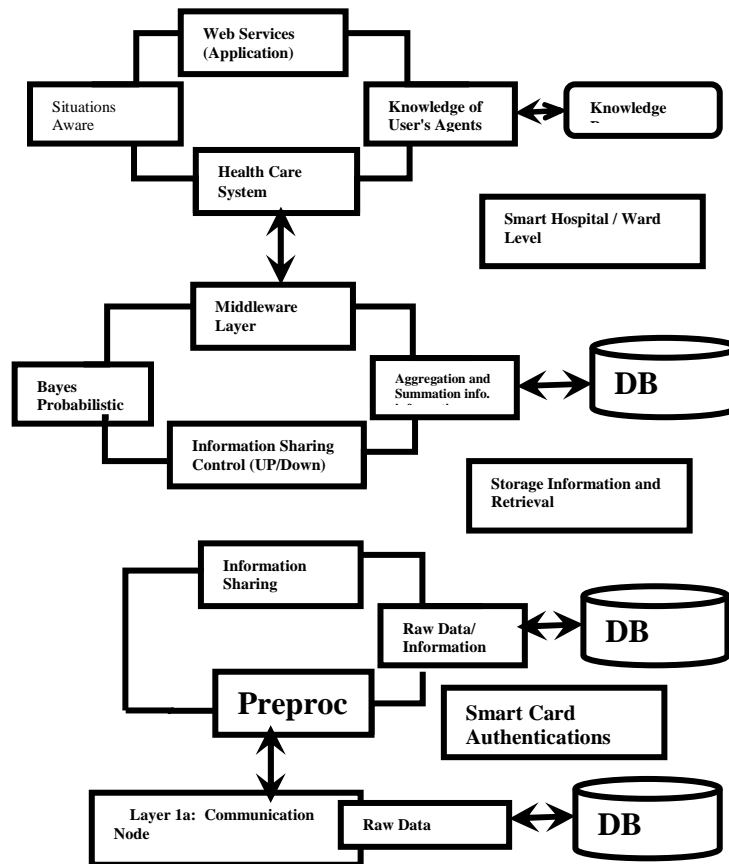 Web Services
(Application)
Situations
Aware
Knowledge of
User's Agents
Knowledge
Health Care
System
Smart Hospital / Ward
Level
Middleware
Layer
Bayes
Probabilistic
Aggregation and
Summation info.
DB
Information Sharing
Control (UP/Down)
Storage Information and
Retrieval
Information
Sharing
Raw Data/
Information
DB
Preproc
Smart Card
Authentications
Layer 1a: Communication
Node
Raw Data
DB